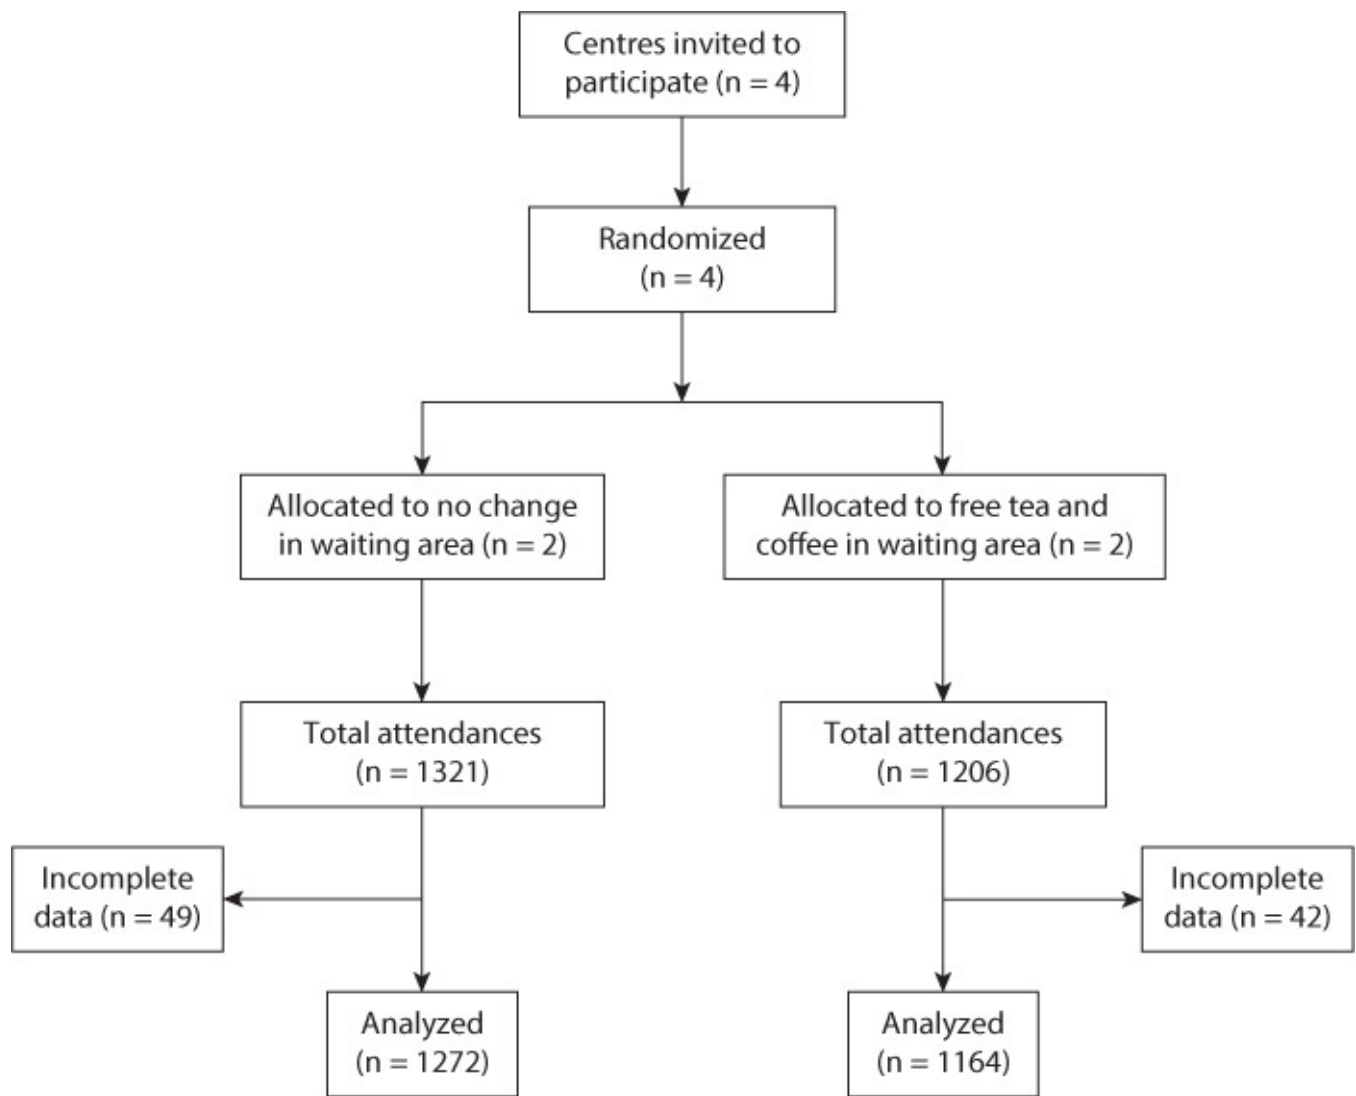 Centres invited to
participate (n = 4)
Randomized
(n = 4)
Allocated to no change
in waiting area (n = 2)
Allocated to free tea and
coffee in waiting area (n = 2)
Total attendances
(n = 1321)
Total attendances
(n = 1206)
Incomplete
data (n = 49)
Incomplete
data (n = 42)
Analyzed
(n = 1272)
Analyzed
(n = 1164)